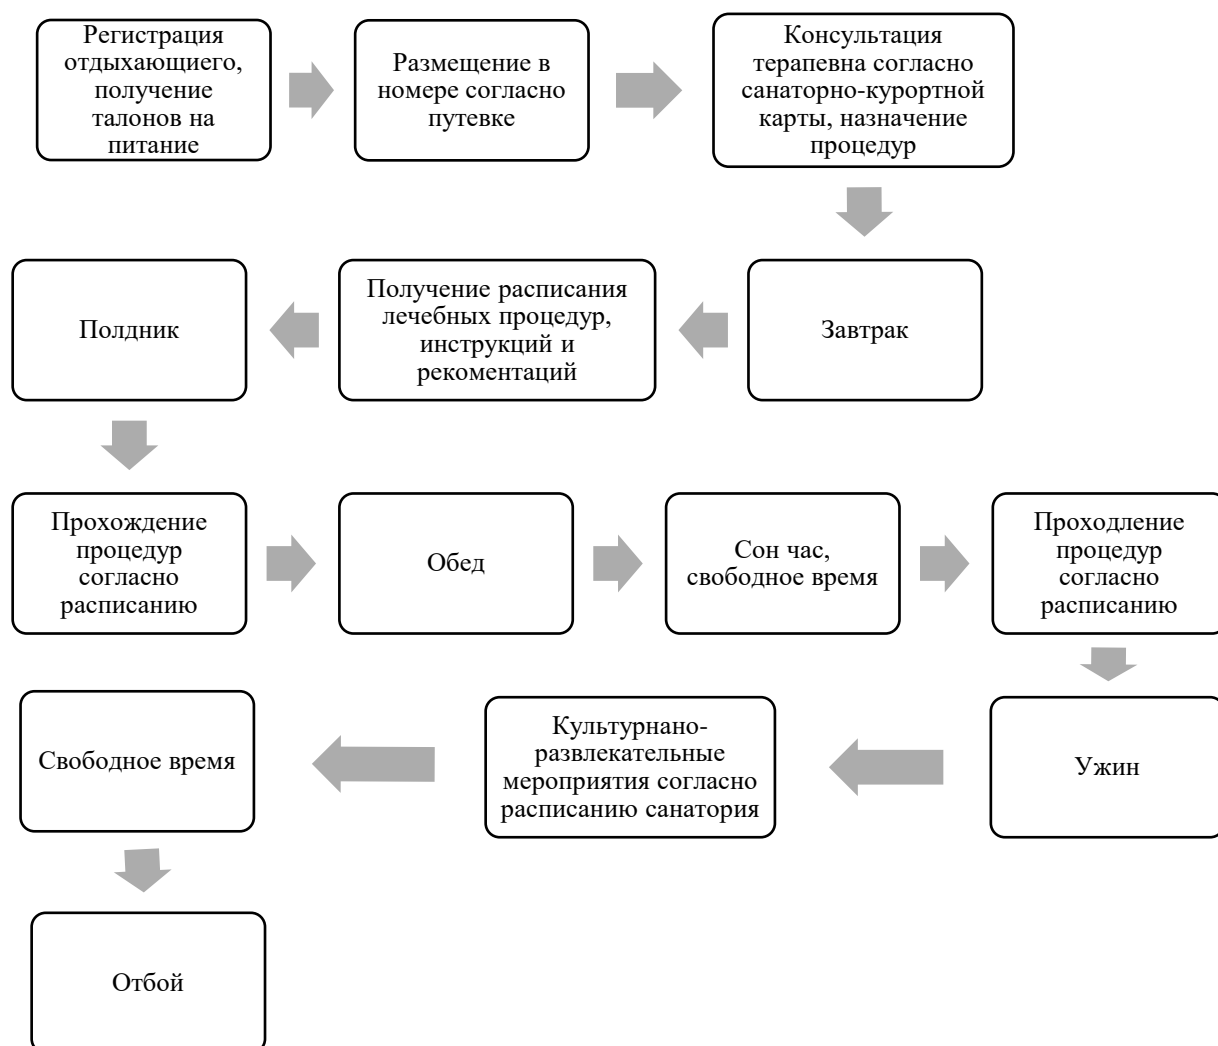 Регистрация
отдыхающиего,
получение
талонов на
питание
Размещение в
номере согласно
путевке
Консультация
терапевна согласно
санаторно-курортной
карты, назначение
процедур
Завтрак
Получение расписания
лечебных процедур,
инструкций и
рекоментаций
Полдник
Прохождение
процедур
согласно
расписанию
Обед
Сон час,
свободное время
Проходление
процедур
согласно
расписанию
Ужин
Культурнано-
развлекательные
мероприятия согласно
расписанию санатория
Свободное время
Отбой